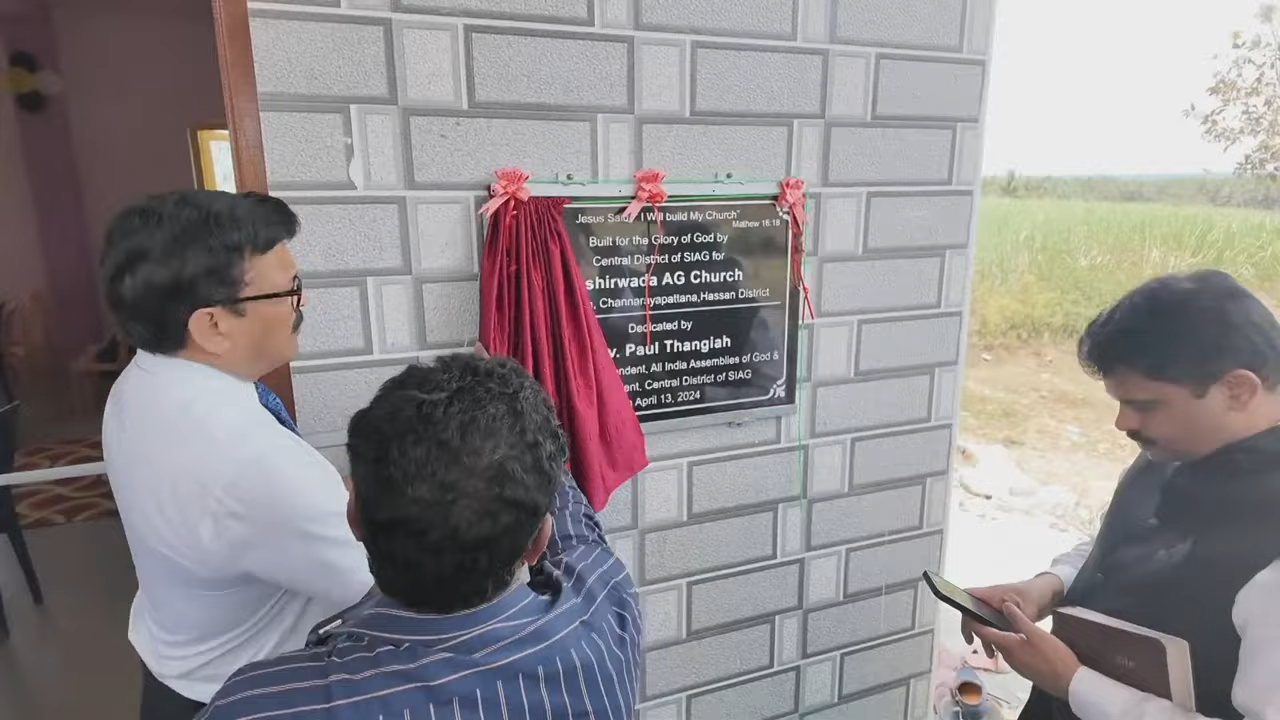 Jesus Said " I Will build My Church"
Mathew 16:18
Built for the Glory of God by
Central District of SIAG for
shirwada AG Church
Channarayapattana,Hassan District
Dedicated by
v. Paul Thangiah
ndent, All India Assemblies of God &
ent, Central District of SIAG
April 13, 2024